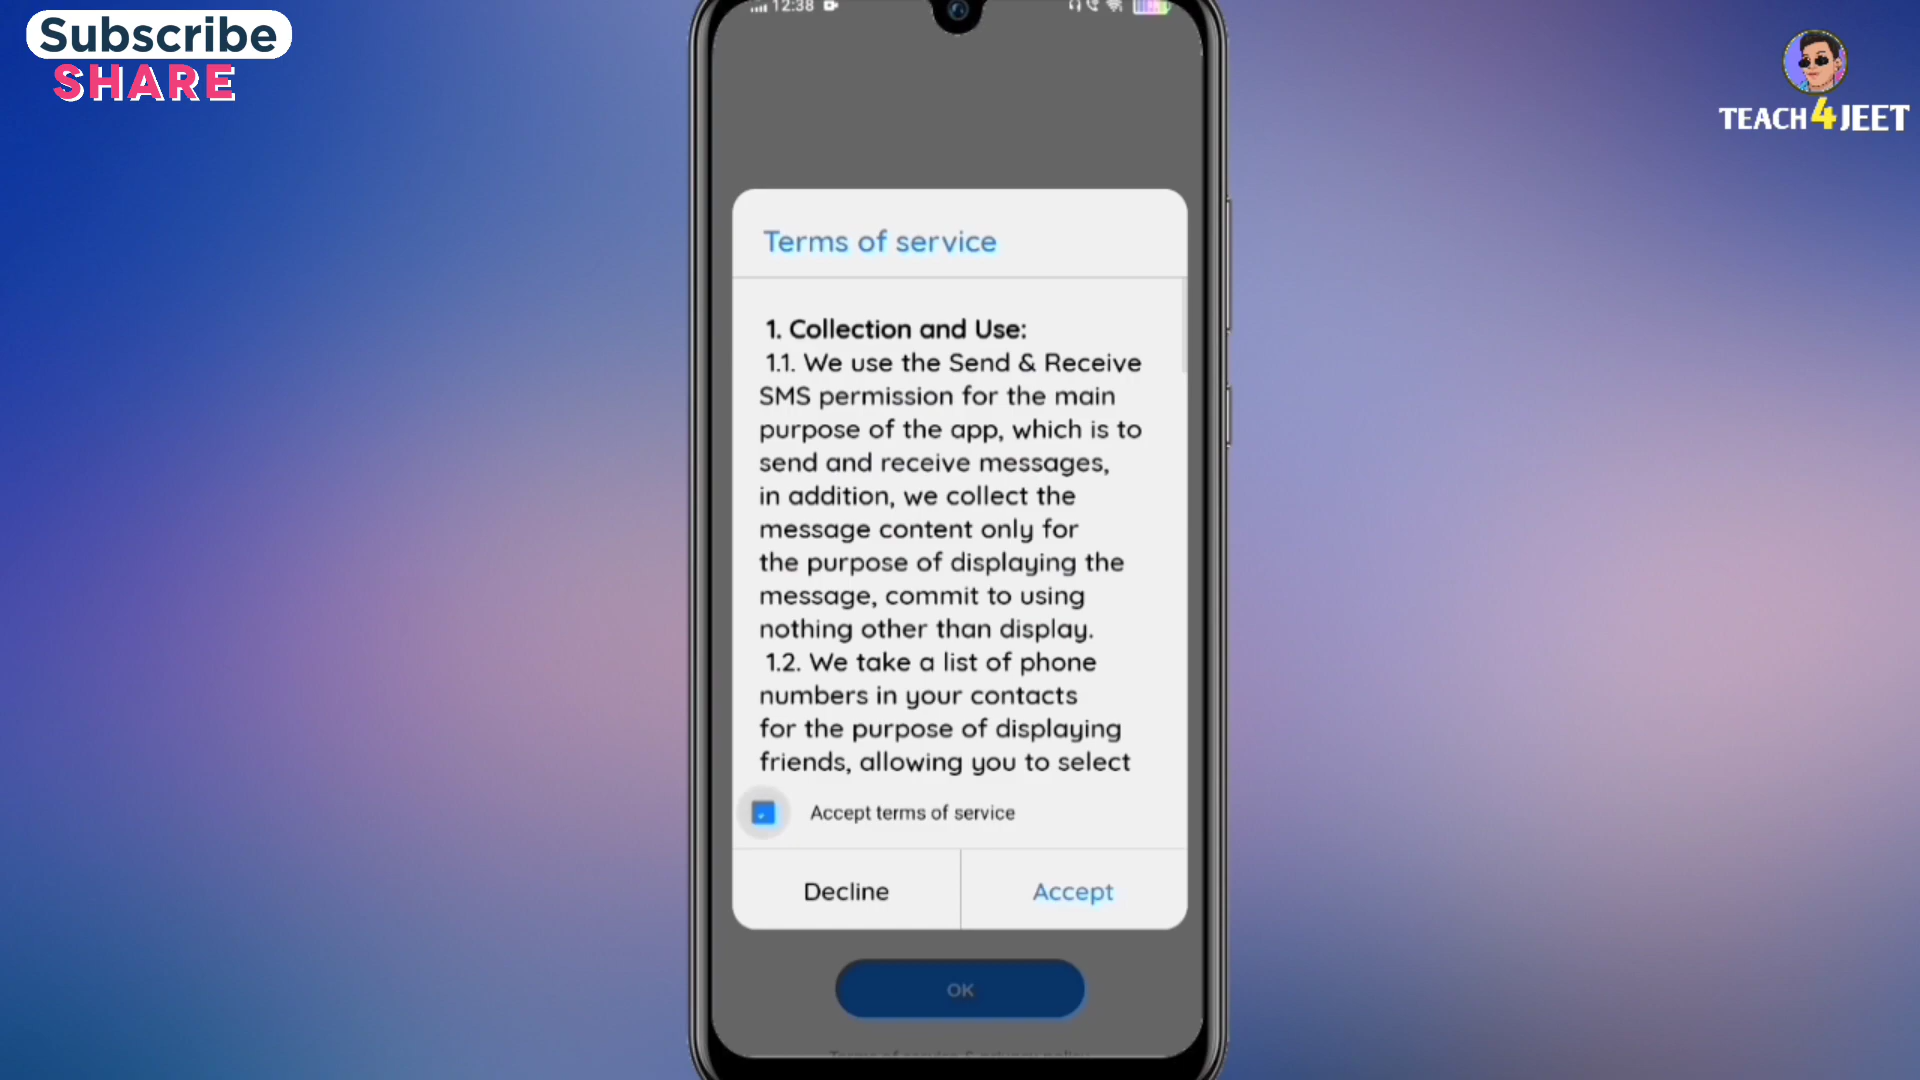 Subscribe
SHARE
12:38
TEACH4JEET
Terms of service
1. Collection and Use:
1.1. We use the Send & Receive
SMS permission for the main
purpose of the app, which is to
send and receive messages,
in addition, we collect the
message content only for
the purpose of displaying the
message, commit to using
nothing other than display.
1.2. We take a list of phone
numbers in your contacts
for the purpose of displaying
friends, allowing you to select
Accept terms of service
Decline
Accept
OK